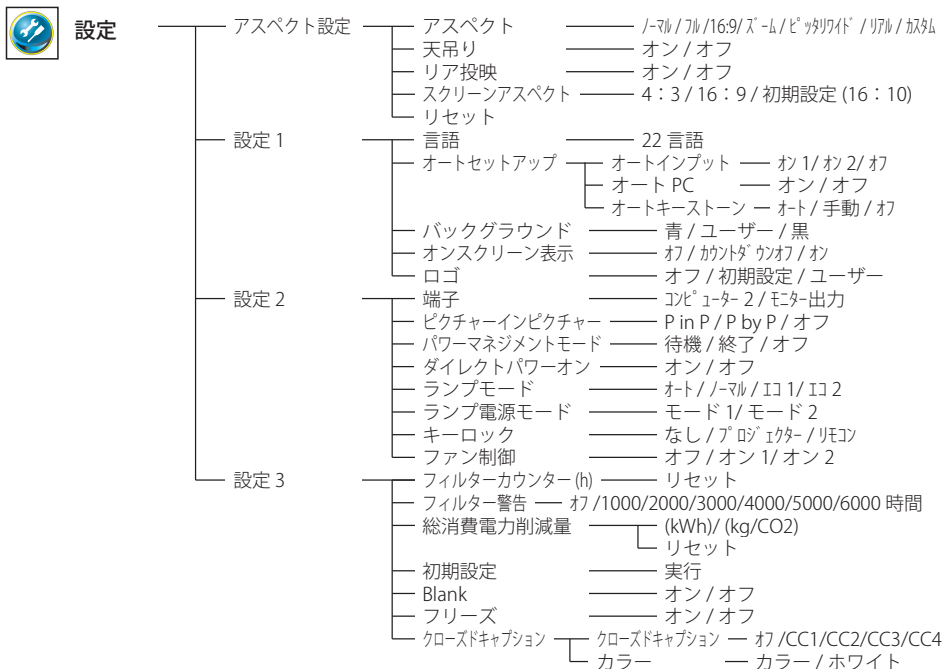 設定 アスペクト設定 アスペクト ﾉｰﾏﾙ / ﾌﾙ /16:9/ ｽﾞｰﾑ / ﾋﾟｯﾀﾘﾜｲﾄﾞ / ﾘｱﾙ / ｶｽﾀﾑ
天吊り オン / オフ
リア投映 オン / オフ
スクリーンアスペクト 4：3 / 16：9 / 初期設定 (16：10)
リセット
設定 1 言語 22 言語
オートセットアップ オートインプット ｵﾝ 1/ ｵﾝ 2/ ｵﾌ
オート PC オン / オフ
オートキーストーン ｵｰﾄ / 手動 / ｵﾌ
バックグラウンド 青 / ユーザー / 黒
オンスクリーン表示 ｵﾌ / ｶｳﾝﾄﾀﾞｳﾝｵﾌ / ｵﾝ
ロゴ オフ / 初期設定 / ユーザー
設定 2 端子 ｺﾝﾋﾟｭｰﾀｰ 2 / ﾓﾆﾀｰ出力
ピクチャーインピクチャー P in P / P by P / オフ
パワーマネジメントモード 待機 / 終了 / オフ
ダイレクトパワーオン オン / オフ
ランプモード ｵｰﾄ / ﾉｰﾏﾙ / ｴｺ 1/ ｴｺ 2
ランプ電源モード モード 1/ モード 2
キーロック なし / ﾌﾟﾛｼﾞｪｸﾀｰ / ﾘﾓｺﾝ
ファン制御 オフ / オン 1/ オン 2
設定 3 フィルターカウンター (h) リセット
フィルター警告 ｵﾌ /1000/2000/3000/4000/5000/6000 時間
総消費電力削減量 (kWh)/ (kg/CO2)
リセット
初期設定 実行
Blank オン / オフ
フリーズ オン / オフ
クローズドキャプション クローズドキャプション ｵﾌ /CC1/CC2/CC3/CC4
カラー カラー / ホワイト